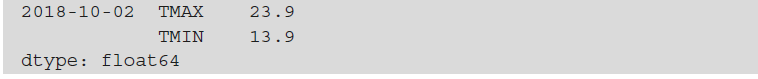 2018-10-02  TMAX    23.9
            TMIN    13.9
dtype: float64